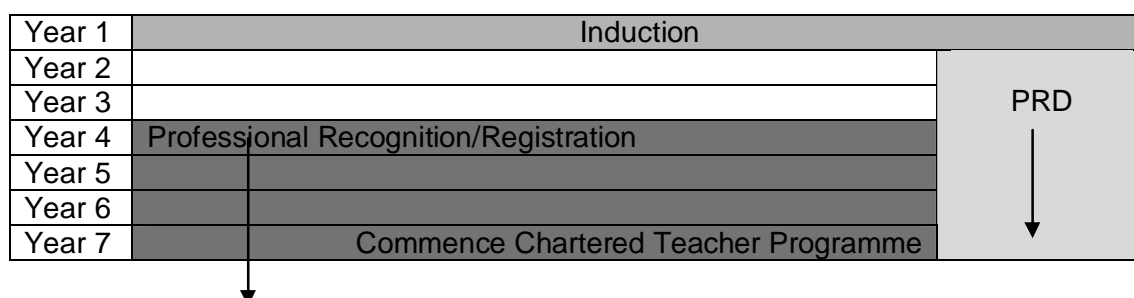 Year 1 Induction
Year 2
Year 3 PRD
Year 4 Professional Recognition/Registration
Year 5
Year 6
Year 7 Commence Chartered Teacher Programme